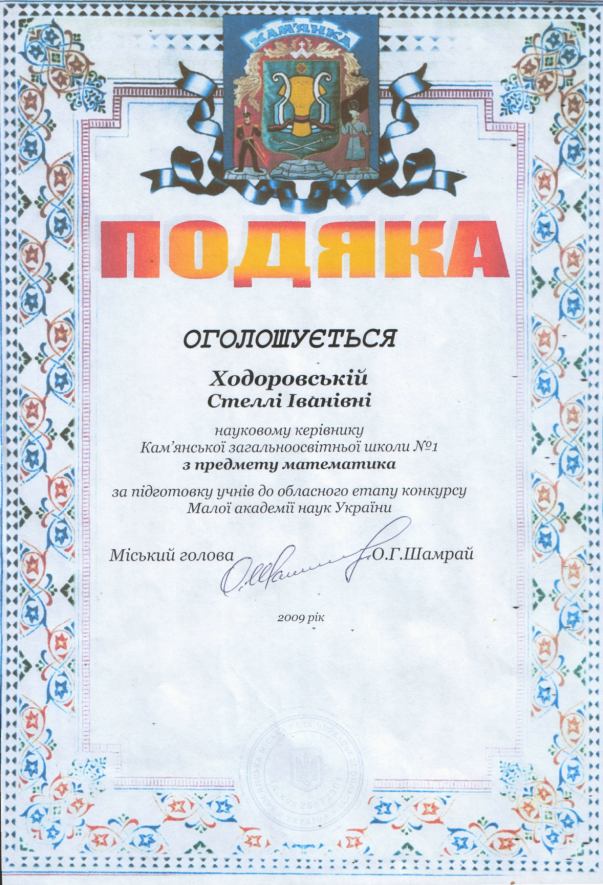 КАМ'ЯНКА
ПОДЯКА
ОГОЛОШУЄТЬСЯ
Ходоровській
Стеллі Іванівні
науковому керівнику
Кам'янської загальноосвітньої школи №1
з предмету математика
за підготовку учнів до обласного етапу конкурсу
Малої академії наук України
Міський голова О.Г.Шамрай
2009 рік